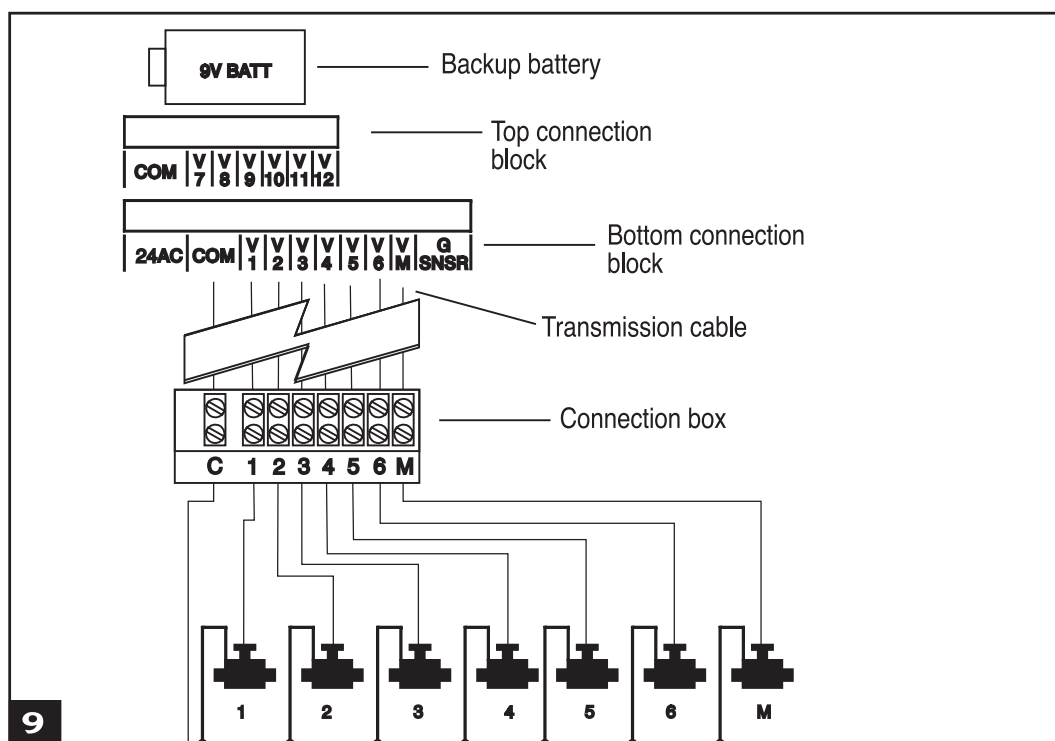 9V BATT
Backup battery
Top connection
block
COM V 7 V 8 V 9 V 10 V 11 V 12
Bottom connection
block
24AC COM V 1 V 2 V 3 V 4 V 5 V 6 V M G SNSR
Transmission cable
Connection box
C 1 2 3 4 5 6 M
1 2 3 4 5 6 M
9